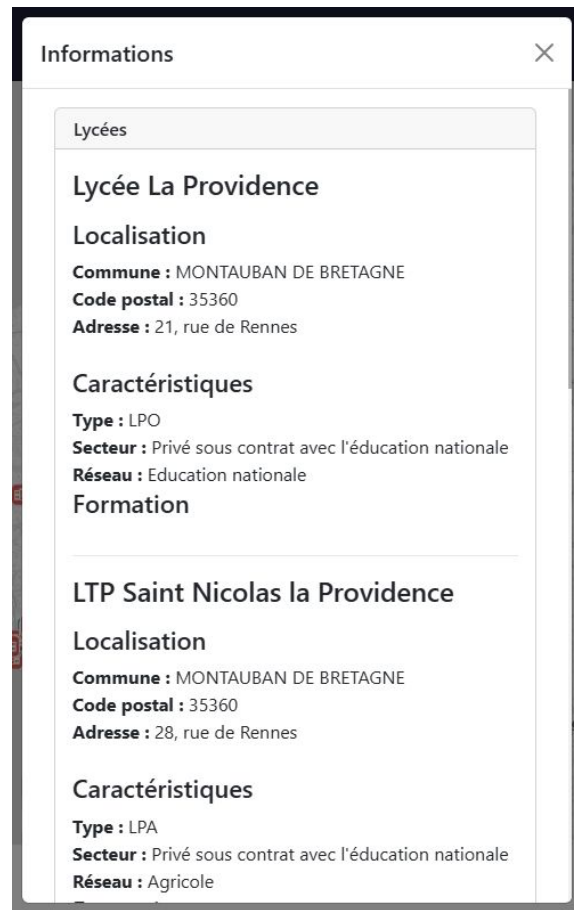 Informations
Lycées
Lycée La Providence
Localisation
Commune : MONTAUBAN DE BRETAGNE
Code postal : 35360
Adresse : 21, rue de Rennes
Caractéristiques
Type : LPO
Secteur : Privé sous contrat avec l'éducation nationale
Réseau : Education nationale
Formation
LTP Saint Nicolas la Providence
Localisation
Commune : MONTAUBAN DE BRETAGNE
Code postal : 35360
Adresse : 28, rue de Rennes
Caractéristiques
Type : LPA
Secteur : Privé sous contrat avec l'éducation nationale
Réseau : Agricole